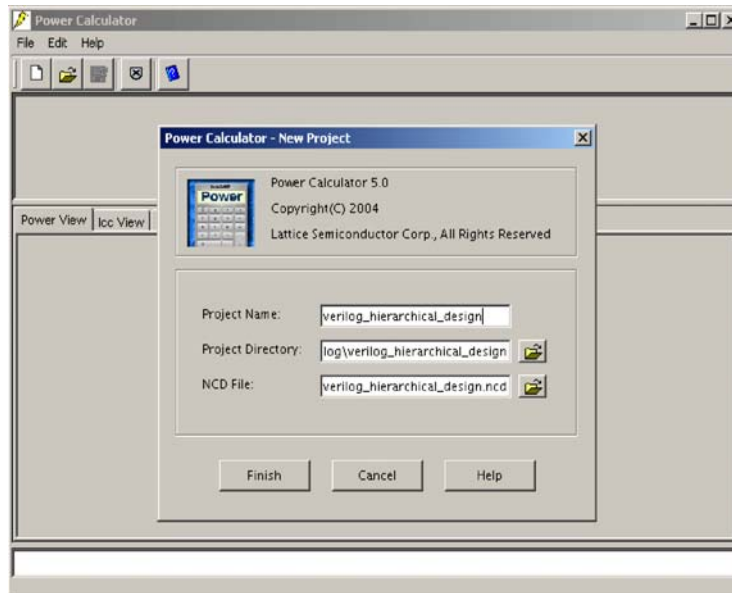 Power Calculator
File Edit Help
Power Calculator - New Project
Power Calculator 5.0
Copyright(C) 2004
Lattice Semiconductor Corp., All Rights Reserved
Power
Power View Icc View
Project Name: verilog_hierarchical_design
Project Directory: log\verilog_hierarchical_design
NCD File: verilog_hierarchical_design.ncd
Finish Cancel Help